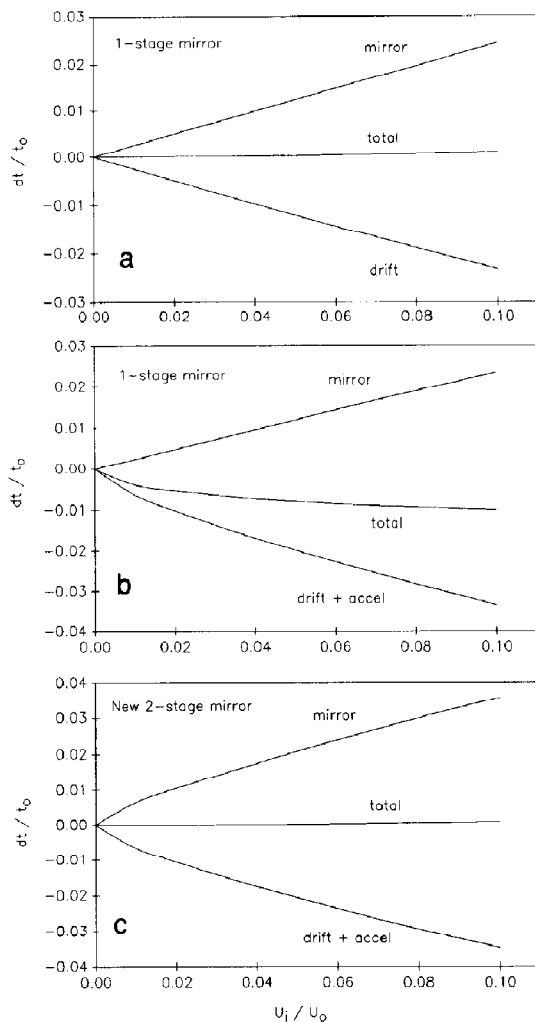 0.03
1-stage mirror
mirror
0.02
0.01
total
0.00
dt / to
-0.01
-0.02
a
drift
-0.03
0.00 0.02 0.04 0.06 0.08 0.10
0.03
1-stage mirror
mirror
0.02
0.01
0.00
dt / to
-0.01
total
-0.02
-0.03
b
drift + accel
-0.04
0.00 0.02 0.04 0.06 0.08 0.10
0.04
New 2-stage mirror
mirror
0.03
0.02
0.01
total
0.00
dt / to
-0.01
-0.02
-0.03
c
drift + accel
-0.04
0.00 0.02 0.04 0.06 0.08 0.10
Ui / Uo